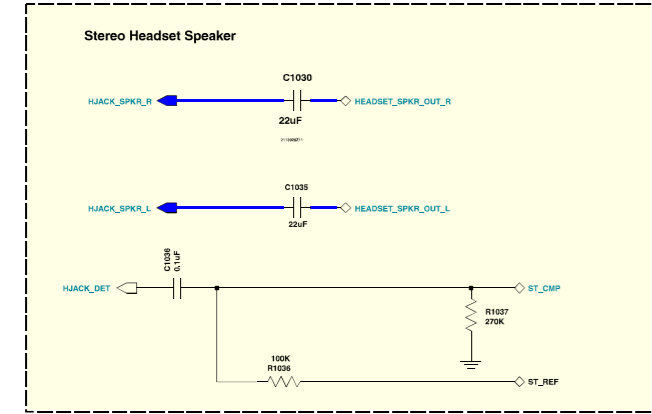 Stereo Headset Speaker
C1030
HJACK_SPKR_R
HEADSET_SPKR_OUT_R
22uF
C1035
HJACK_SPKR_L
HEADSET_SPKR_OUT_L
22uF
C1036
0.1uF
HJACK_DET
ST_CMP
R1037
270K
100K
R1036
ST_REF